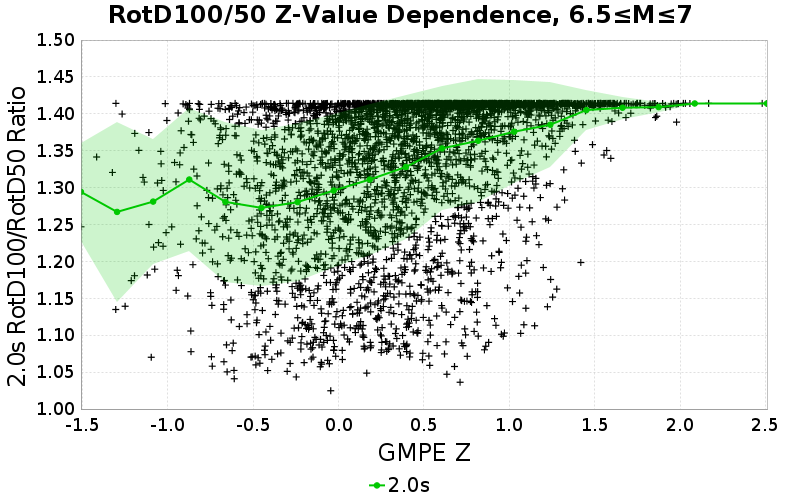 RotD100/50 Z-Value Dependence, 6.5≤M≤7
1.50
1.45
1.40
1.35
1.30
1.25
1.20
1.15
1.10
1.05
1.00
2.0s RotD100/RotD50 Ratio
-1.5 -1.0 -0.5 0.0 0.5 1.0 1.5 2.0 2.5
GMPE Z
2.0s